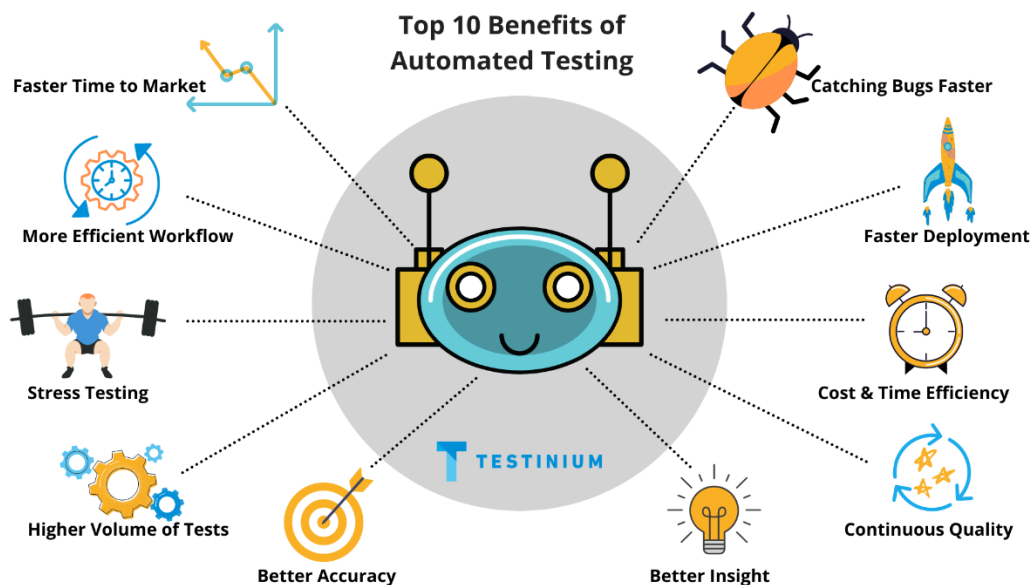 Top 10 Benefits of
Automated Testing
Faster Time to Market
Catching Bugs Faster
More Efficient Workflow
Faster Deployment
Stress Testing
Cost & Time Efficiency
TESTINIUM
Higher Volume of Tests
Continuous Quality
Better Accuracy
Better Insight